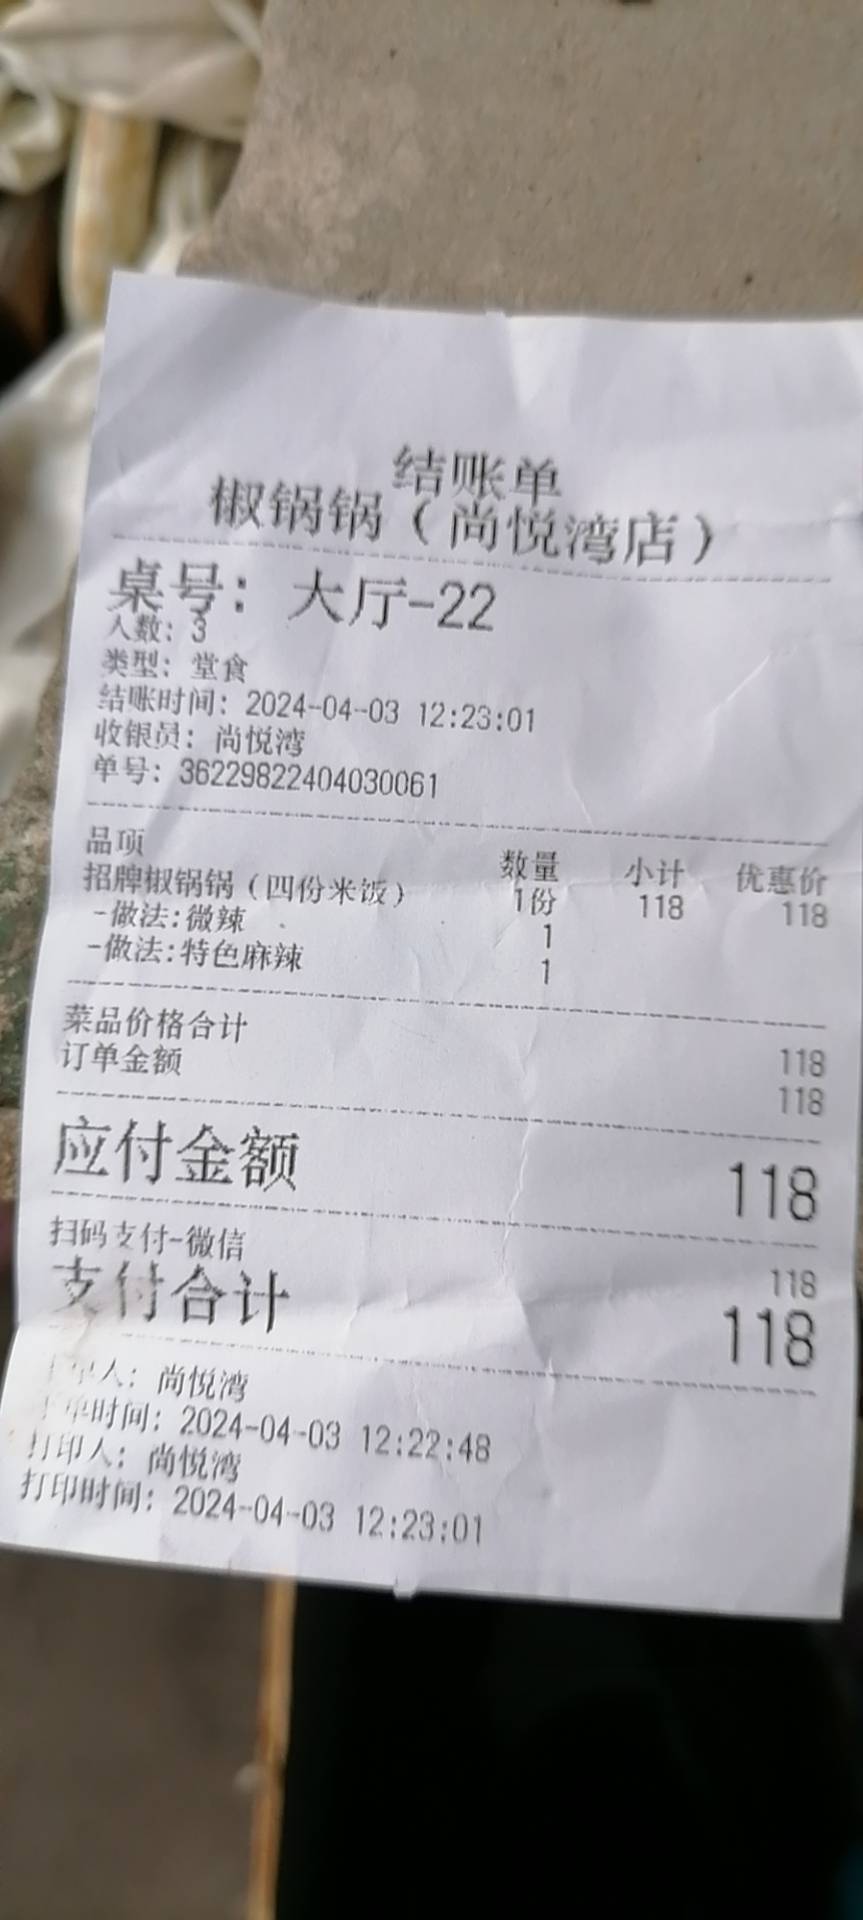 结账单
椒锅锅（尚悦湾店）
桌号：大厅-22
人数：3
类型：堂食
结账时间：2024-04-03 12:23:01
收银员：尚悦湾
单号：36229822404030061
品项 数量 小计 优惠价
招牌椒锅锅（四份米饭） 1份 118 118
-做法:微辣 1
-做法:特色麻辣 1
菜品价格合计 118
订单金额 118
应付金额 118
扫码支付-微信 118
支付合计 118
人：尚悦湾
时间：2024-04-03 12:22:48
打印人：尚悦湾
打印时间：2024-04-03 12:23:01